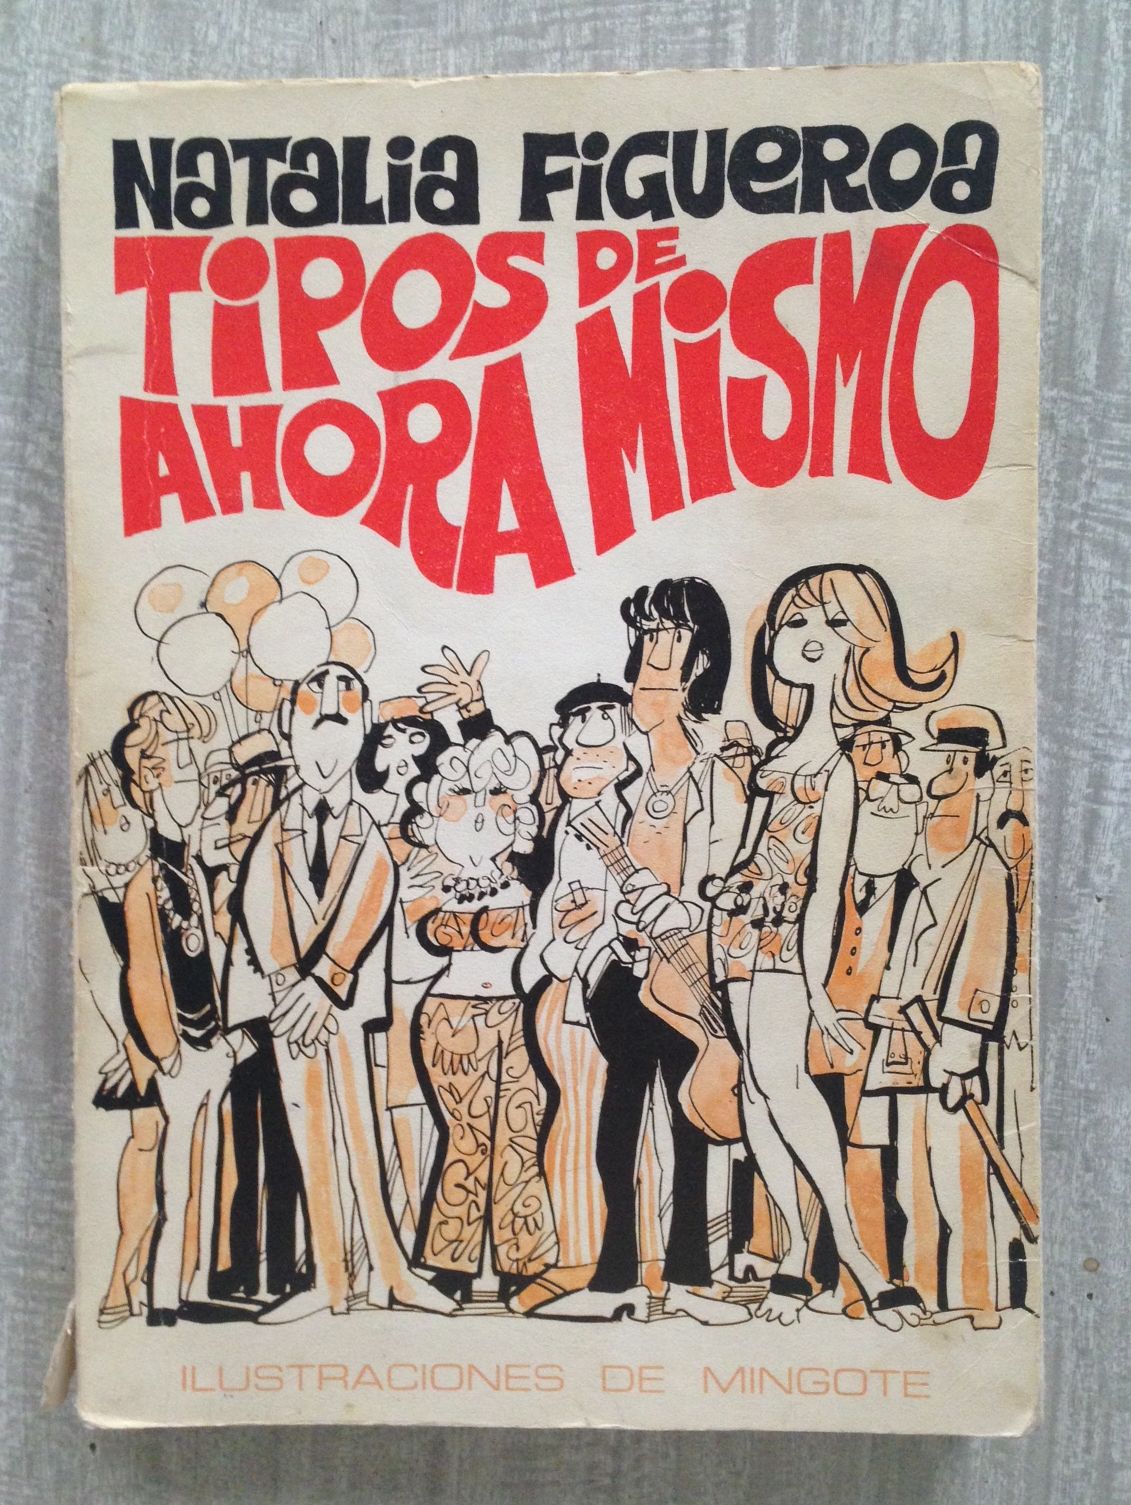 NATALIA FIGUEROA
TIPOS DE
AHORA MISMO
ILUSTRACIONES DE MINGOTE